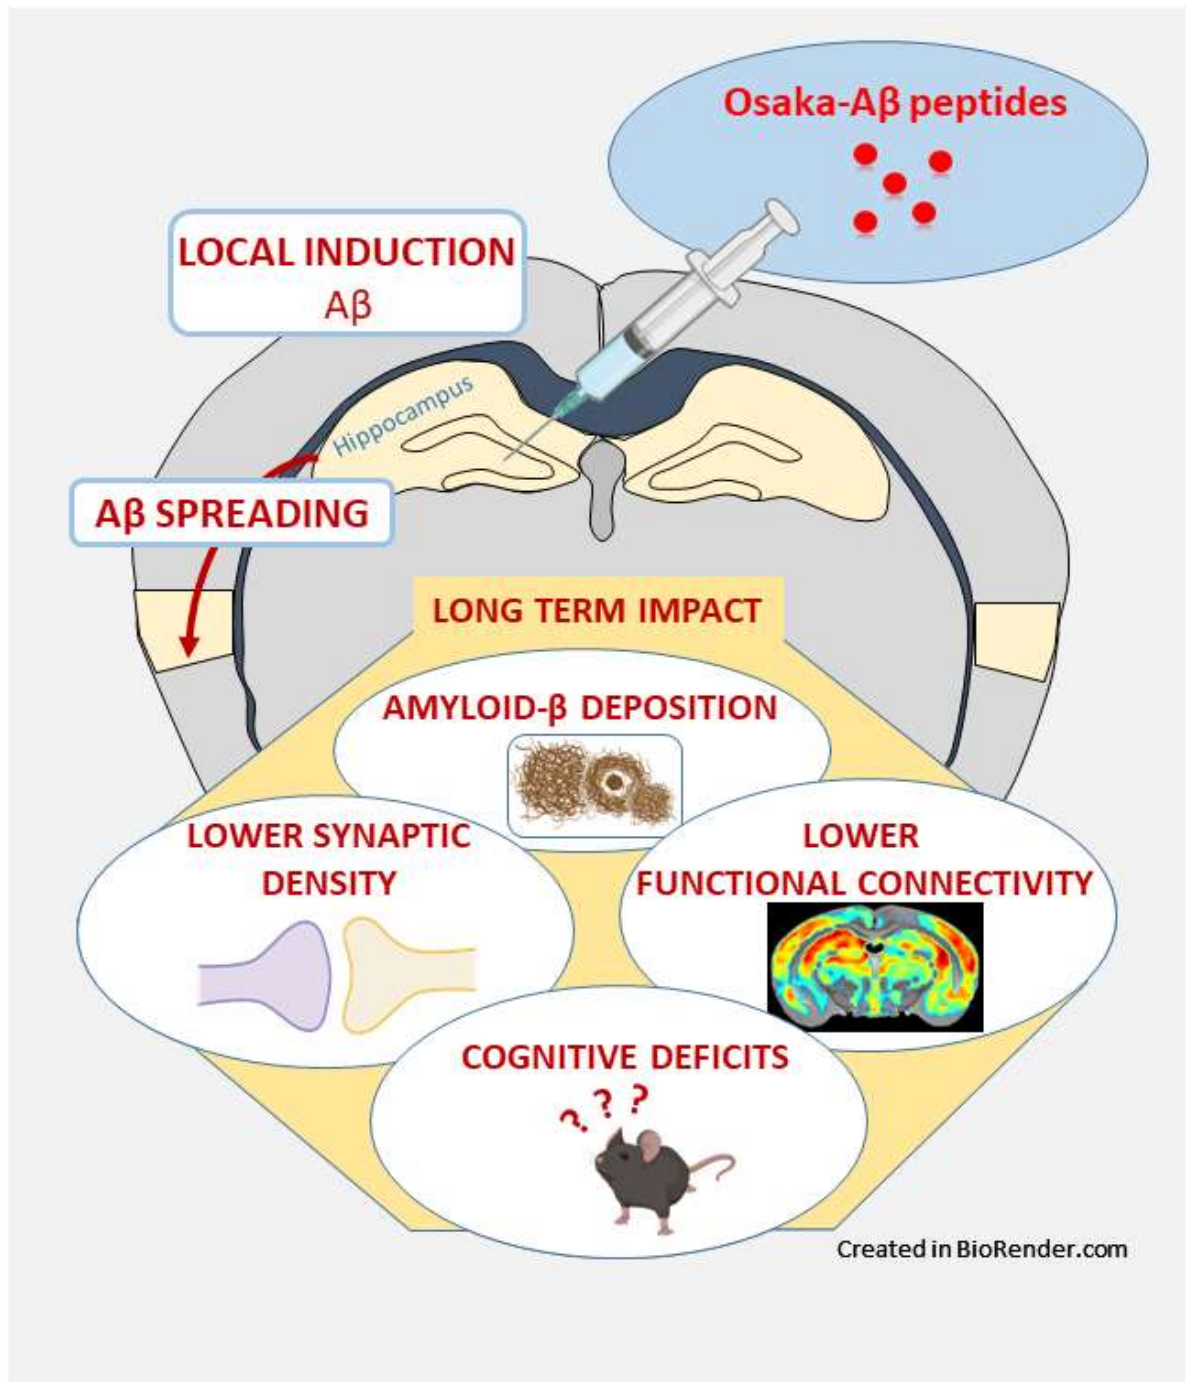 Osaka-Aβ peptides
LOCAL INDUCTION
Aβ
Hippocampus
Aβ SPREADING
LONG TERM IMPACT
AMYLOID-β DEPOSITION
LOWER SYNAPTIC
DENSITY
LOWER
FUNCTIONAL CONNECTIVITY
COGNITIVE DEFICITS
? ? ?
Created in BioRender.com